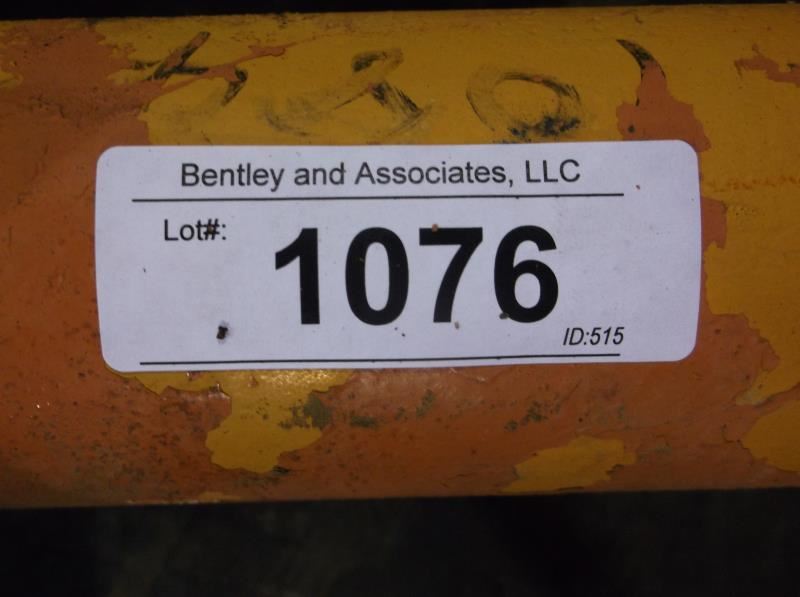 Bentley and Associates, LLC
Lot#:
1076
ID:515